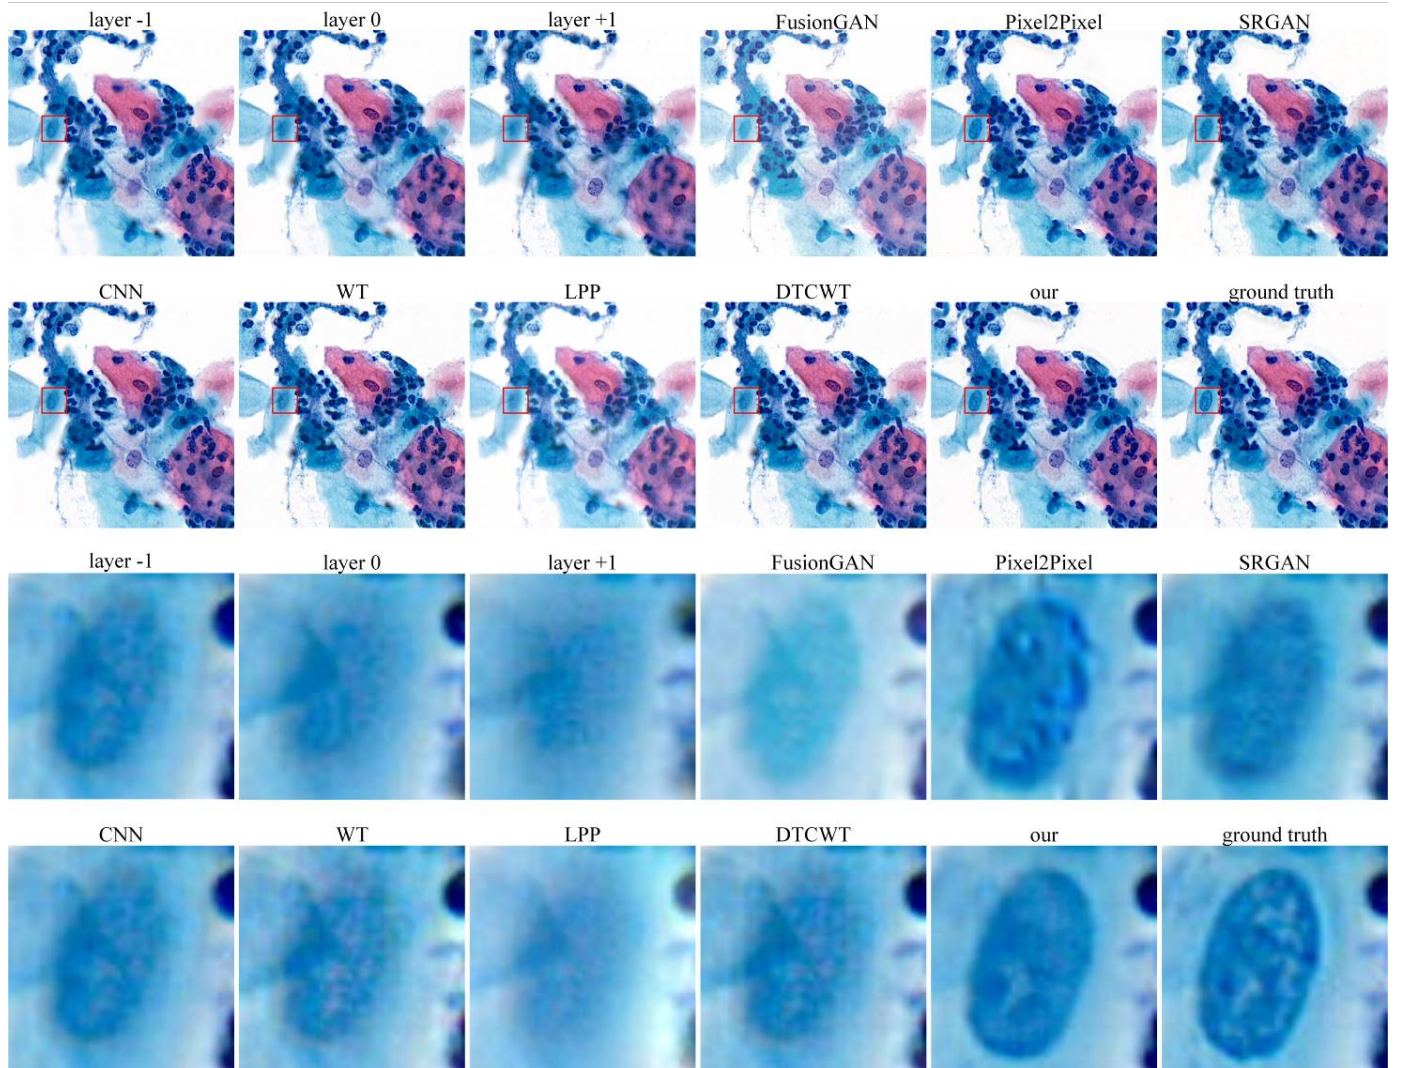 layer -1 layer 0 layer +1 FusionGAN Pixel2Pixel SRGAN
CNN WT LPP DTCWT our ground truth
layer -1 layer 0 layer +1 FusionGAN Pixel2Pixel SRGAN
CNN WT LPP DTCWT our ground truth